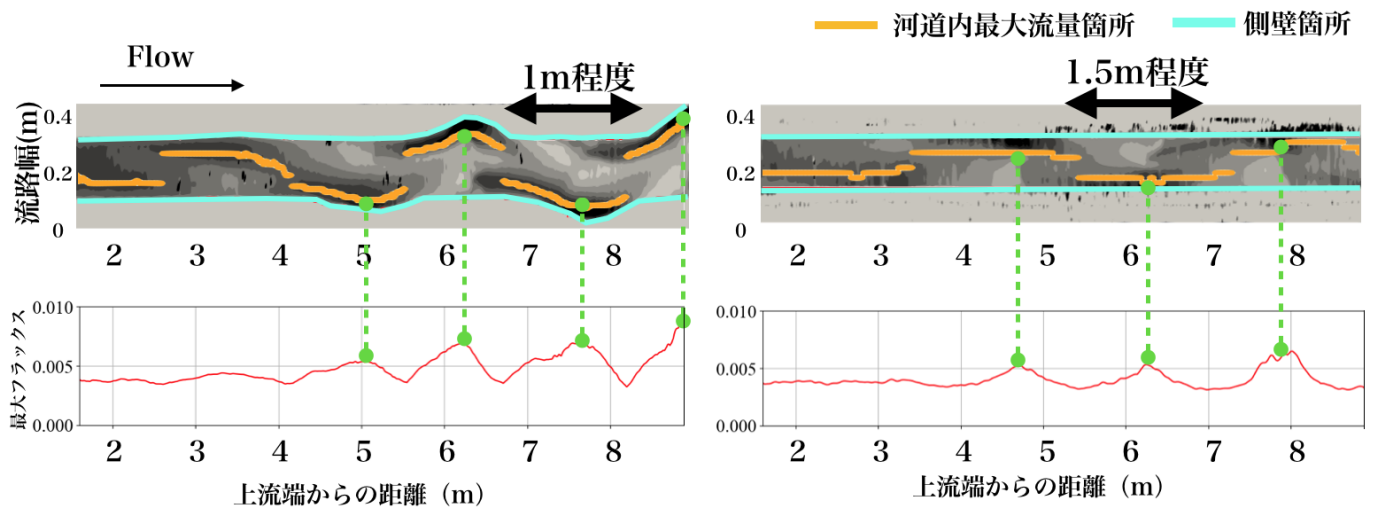 河道内最大流量箇所 側壁箇所
Flow
1m程度 1.5m程度
流路幅(m)
0.4 0.4
0.2 0.2
0 0
2 3 4 5 6 7 8 2 3 4 5 6 7 8
最大フラックス
0.010 0.010
0.005 0.005
0.000 0.000
2 3 4 5 6 7 8 2 3 4 5 6 7 8
上流端からの距離（m） 上流端からの距離（m）